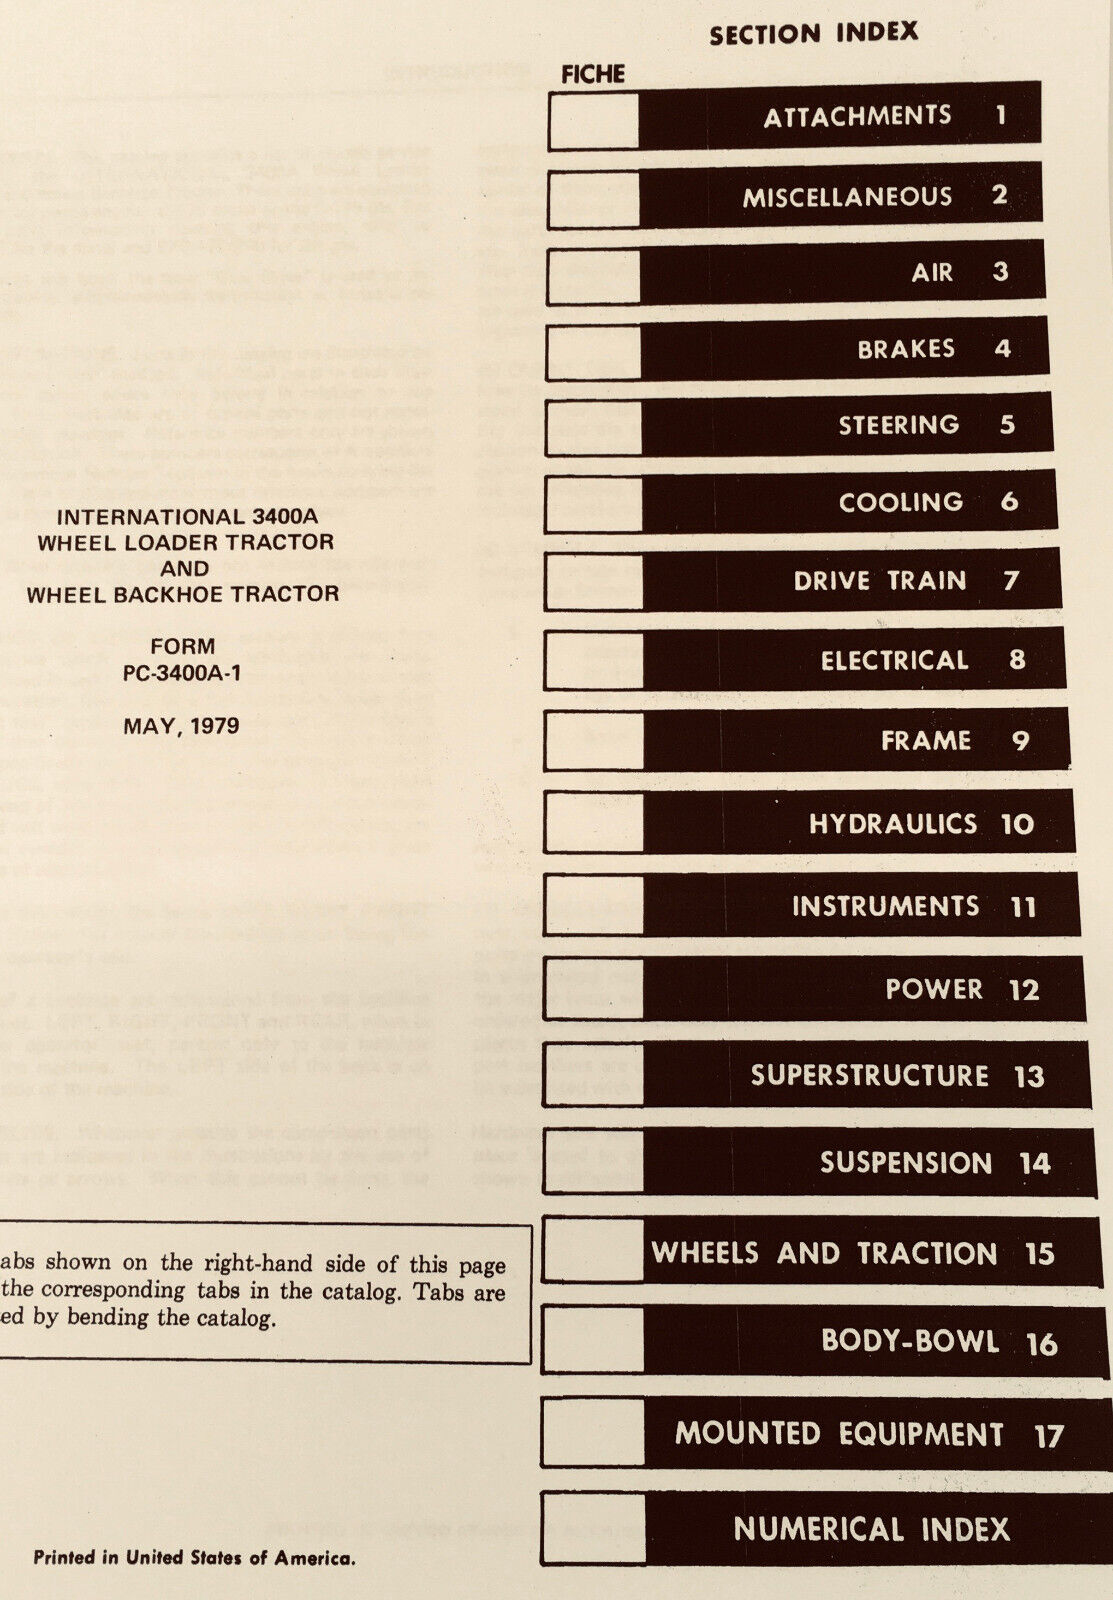 SECTION INDEX
FICHE
ATTACHMENTS 1
MISCELLANEOUS 2
AIR 3
BRAKES 4
STEERING 5
COOLING 6
DRIVE TRAIN 7
ELECTRICAL 8
FRAME 9
HYDRAULICS 10
INSTRUMENTS 11
POWER 12
SUPERSTRUCTURE 13
SUSPENSION 14
WHEELS AND TRACTION 15
BODY-BOWL 16
MOUNTED EQUIPMENT 17
NUMERICAL INDEX
INTERNATIONAL 3400A
WHEEL LOADER TRACTOR
AND
WHEEL BACKHOE TRACTOR
FORM
PC-3400A-1
MAY, 1979
abs shown on the right-hand side of this page
the corresponding tabs in the catalog. Tabs are
ed by bending the catalog.
Printed in United States of America.